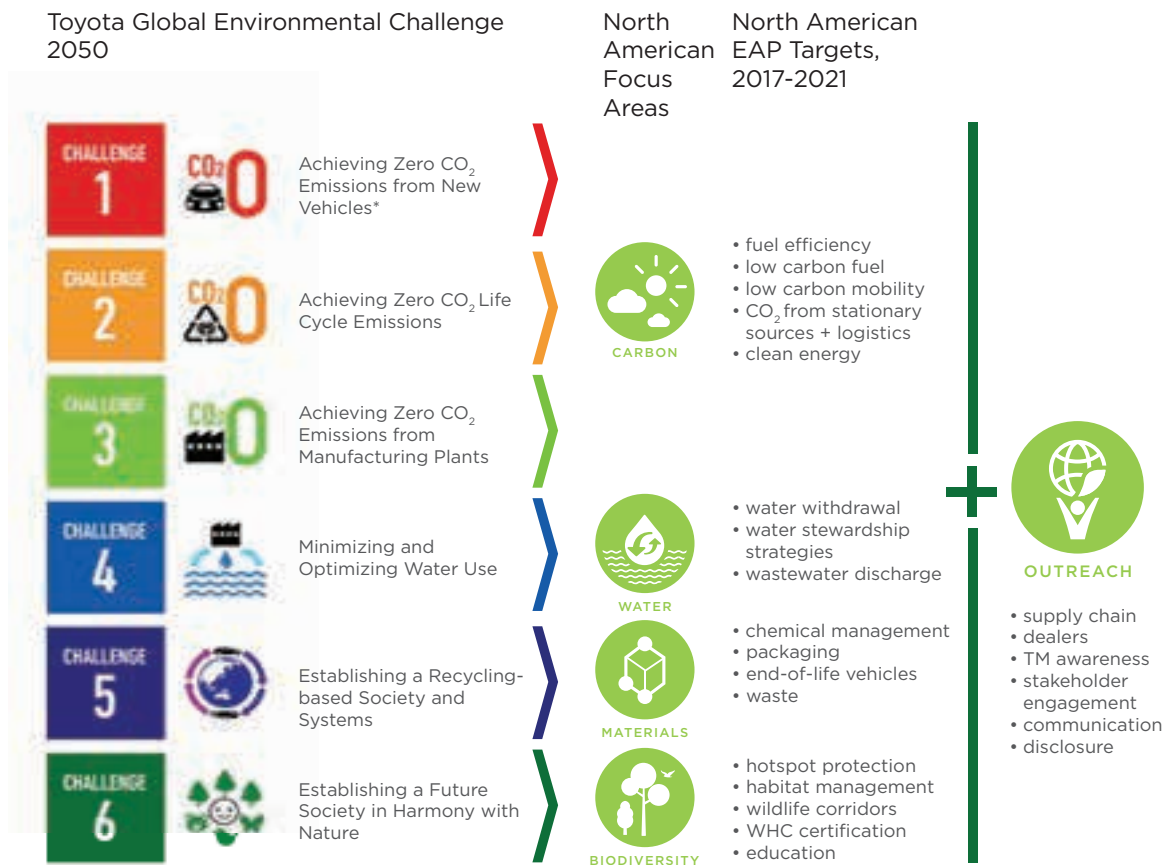 Toyota Global Environmental Challenge
2050
North
American
Focus
Areas
North American
EAP Targets,
2017-2021
CHALLENGE
1
CO2 0
Achieving Zero CO2
Emissions from New
Vehicles*
CHALLENGE
2
CO2 0
Achieving Zero CO2 Life
Cycle Emissions
CHALLENGE
3
CO2 0
Achieving Zero CO2
Emissions from
Manufacturing Plants
CARBON
• fuel efficiency
• low carbon fuel
• low carbon mobility
• CO2 from stationary
sources + logistics
• clean energy
CHALLENGE
4
Minimizing and
Optimizing Water Use
WATER
• water withdrawal
• water stewardship
strategies
• wastewater discharge
CHALLENGE
5
Establishing a Recycling-
based Society and
Systems
MATERIALS
• chemical management
• packaging
• end-of-life vehicles
• waste
CHALLENGE
6
Establishing a Future
Society in Harmony with
Nature
BIODIVERSITY
• hotspot protection
• habitat management
• wildlife corridors
• WHC certification
• education
+
OUTREACH
• supply chain
• dealers
• TM awareness
• stakeholder
engagement
• communication
• disclosure